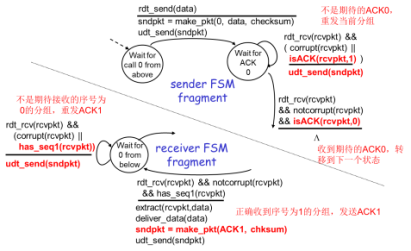 rdt_send(data)
sndpkt = make_pkt(0, data, checksum)
udt_send(sndpkt)
不是期待的ACK0,
重发当前分组
Wait for
call 0 from
above
Wait for
ACK
0
rdt_rcv(rcvpkt) &&
( corrupt(rcvpkt) ||
isACK(rcvpkt,1) )
udt_send(sndpkt)
sender FSM
fragment
rdt_rcv(rcvpkt)
&& notcorrupt(rcvpkt)
&& isACK(rcvpkt,0)
Λ
收到期待的ACK0, 转
移到下一个状态
不是期待接收的序号为
0的分组, 重发ACK1
rdt_rcv(rcvpkt) &&
(corrupt(rcvpkt) ||
has_seq1(rcvpkt))
udt_send(sndpkt)
Wait for
0 from
below
receiver FSM
fragment
rdt_rcv(rcvpkt) && notcorrupt(rcvpkt)
&& has_seq1(rcvpkt)
extract(rcvpkt,data)
deliver_data(data)
sndpkt = make_pkt(ACK1, chksum)
udt_send(sndpkt)
正确收到序号为1的分组, 发送ACK1